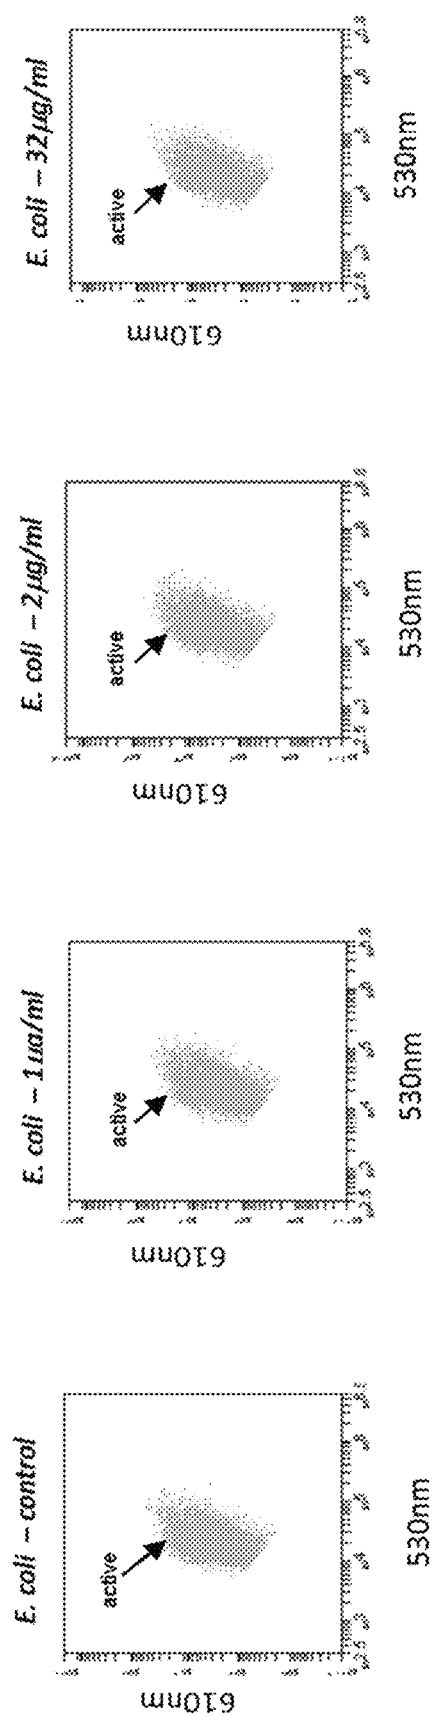 E. coli – control
active
610nm
530nm
E. coli – 1ug/ml
active
610nm
530nm
E. coli – 2µg/ml
active
610nm
530nm
E. coli – 32µg/ml
active
610nm
530nm